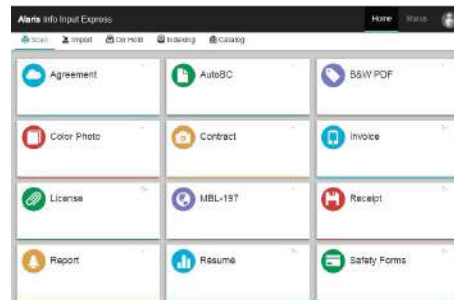 Alaris Info Input Express Home Status
Scan Import On Hold Indexing Catalog
Agreement AutoBC B&W PDF
Color Photo Contract Invoice
License MBL-197 Receipt
Report Résumé Safety Forms